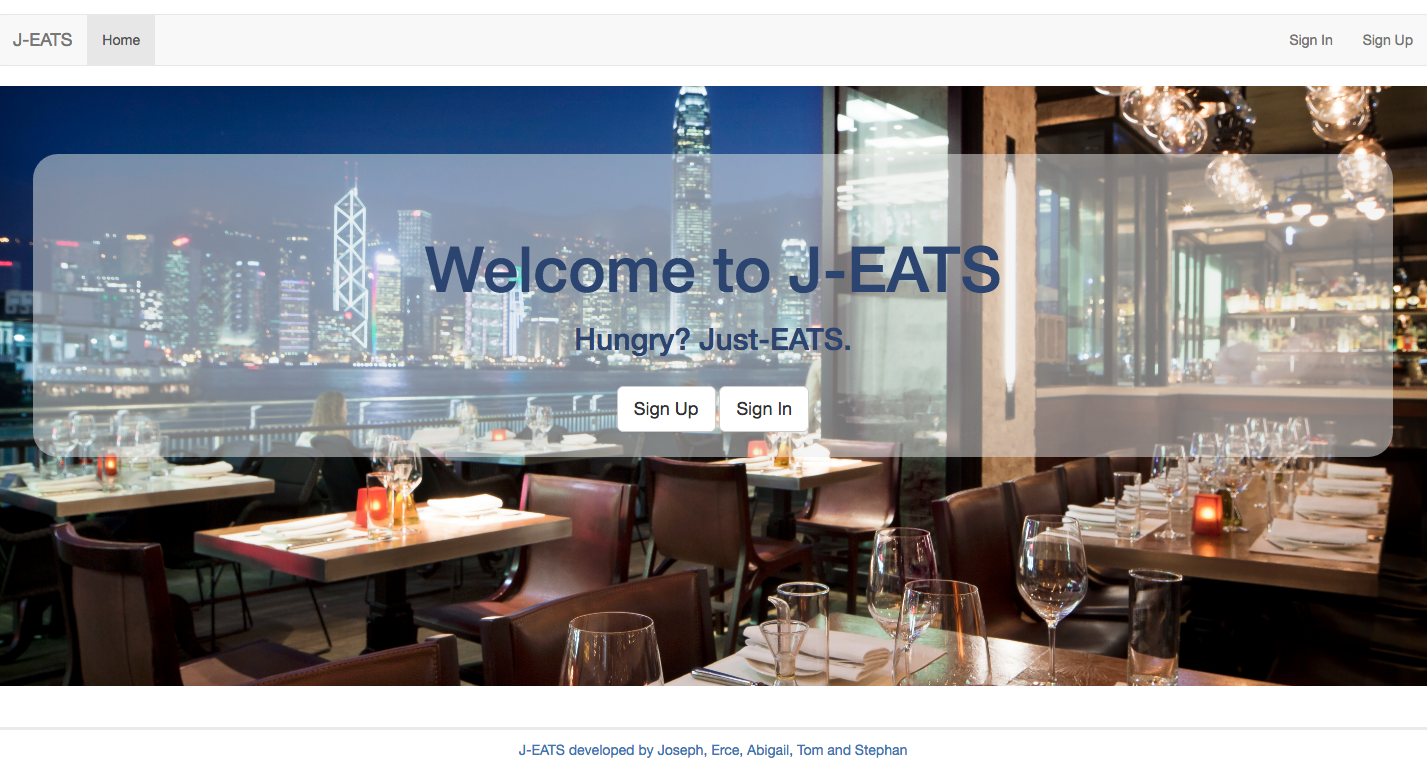 J-EATS Home Sign In Sign Up
Welcome to J-EATS
Hungry? Just-EATS.
Sign Up Sign In
J-EATS developed by Joseph, Erce, Abigail, Tom and Stephan